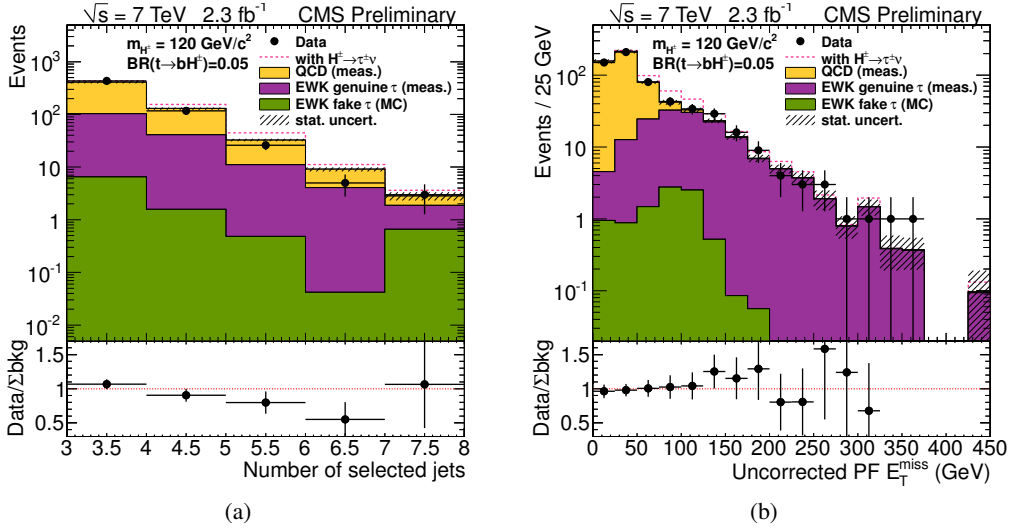 √s = 7 TeV 2.3 fb⁻¹ CMS Preliminary
Events
m_H± = 120 GeV/c²
BR(t→bH±)=0.05
Data
with H±→τ±ν
QCD (meas.)
EWK genuine τ (meas.)
EWK fake τ (MC)
stat. uncert.
10³
10²
10
1
10⁻¹
10⁻²
Data/Σbkg
1.5
1
0.5
3 3.5 4 4.5 5 5.5 6 6.5 7 7.5 8
Number of selected jets
(a)
√s = 7 TeV 2.3 fb⁻¹ CMS Preliminary
Events / 25 GeV
m_H± = 120 GeV/c²
BR(t→bH±)=0.05
Data
with H±→τ±ν
QCD (meas.)
EWK genuine τ (meas.)
EWK fake τ (MC)
stat. uncert.
10²
10
1
10⁻¹
Data/Σbkg
1.5
1
0.5
0 50 100 150 200 250 300 350 400 450
Uncorrected PF E_T^miss (GeV)
(b)